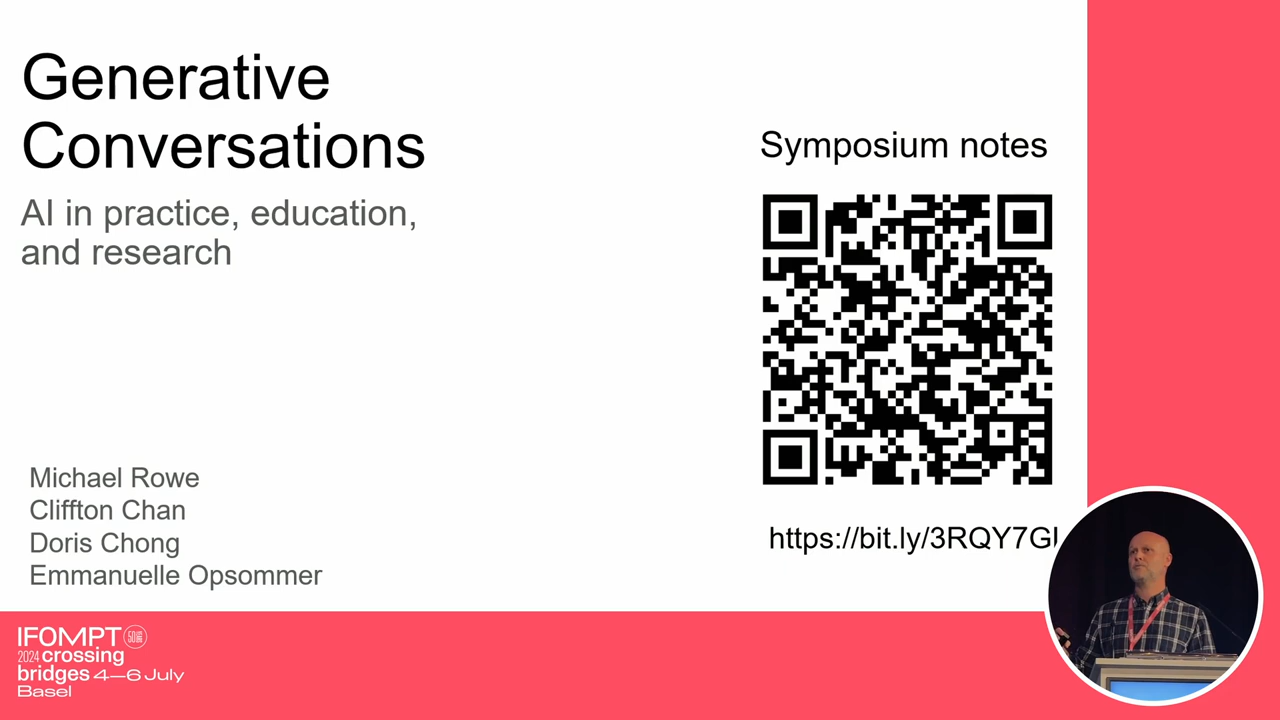 Generative
Conversations
AI in practice, education,
and research
Symposium notes
Michael Rowe
Cliffton Chan
Doris Chong
Emmanuelle Opsommer
IFOMPT
2024 crossing
bridges 4—6 July
Basel